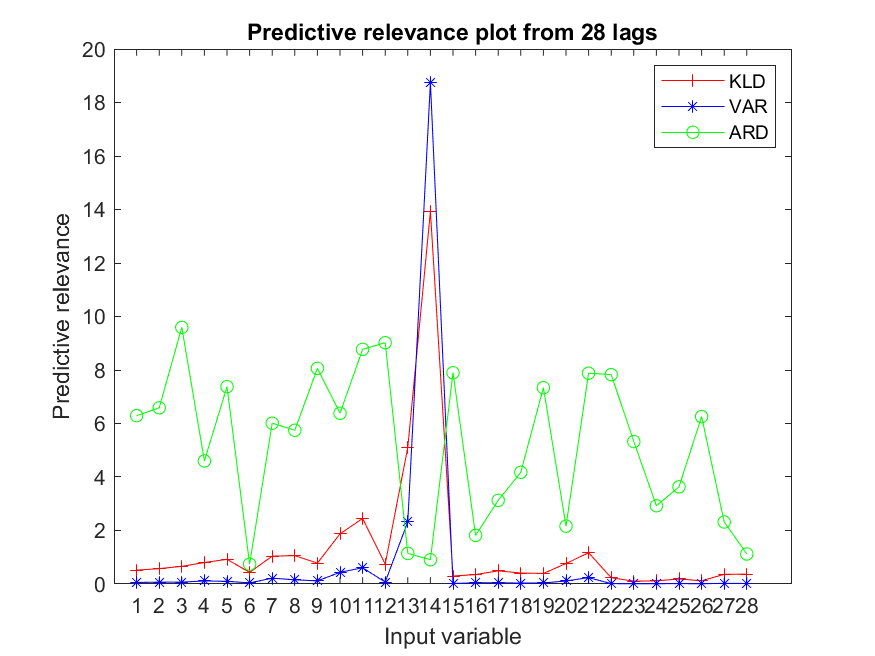 Predictive relevance plot from 28 lags
20
18
16
14
12
10
8
6
4
2
0
Predictive relevance
KLD
VAR
ARD
1 2 3 4 5 6 7 8 9 10 11 12 13 14 15 16 17 18 19 20 21 22 23 24 25 26 27 28
Input variable